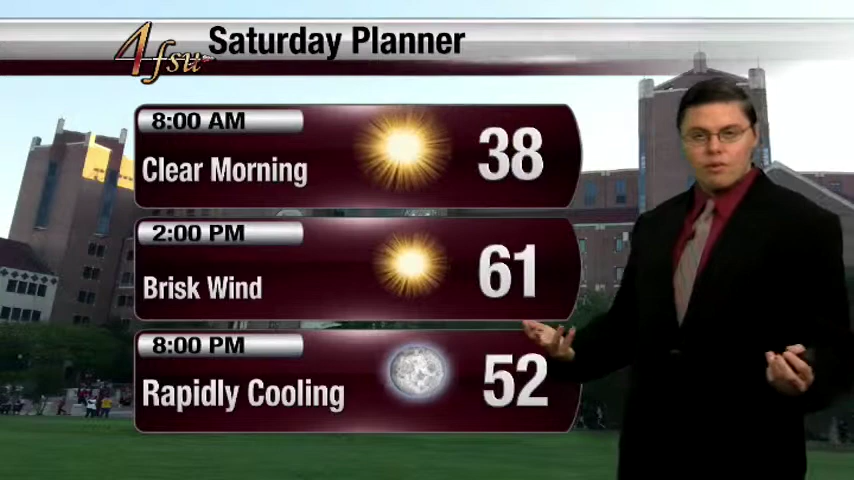 4fsu
Saturday Planner
8:00 AM
Clear Morning
38
2:00 PM
Brisk Wind
61
8:00 PM
Rapidly Cooling
52